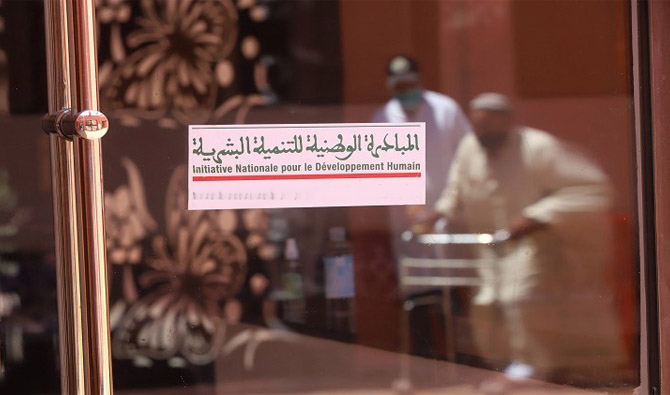 المبادرة الوطنية للتنمية البشرية
Initiative Nationale pour le Développement Humain